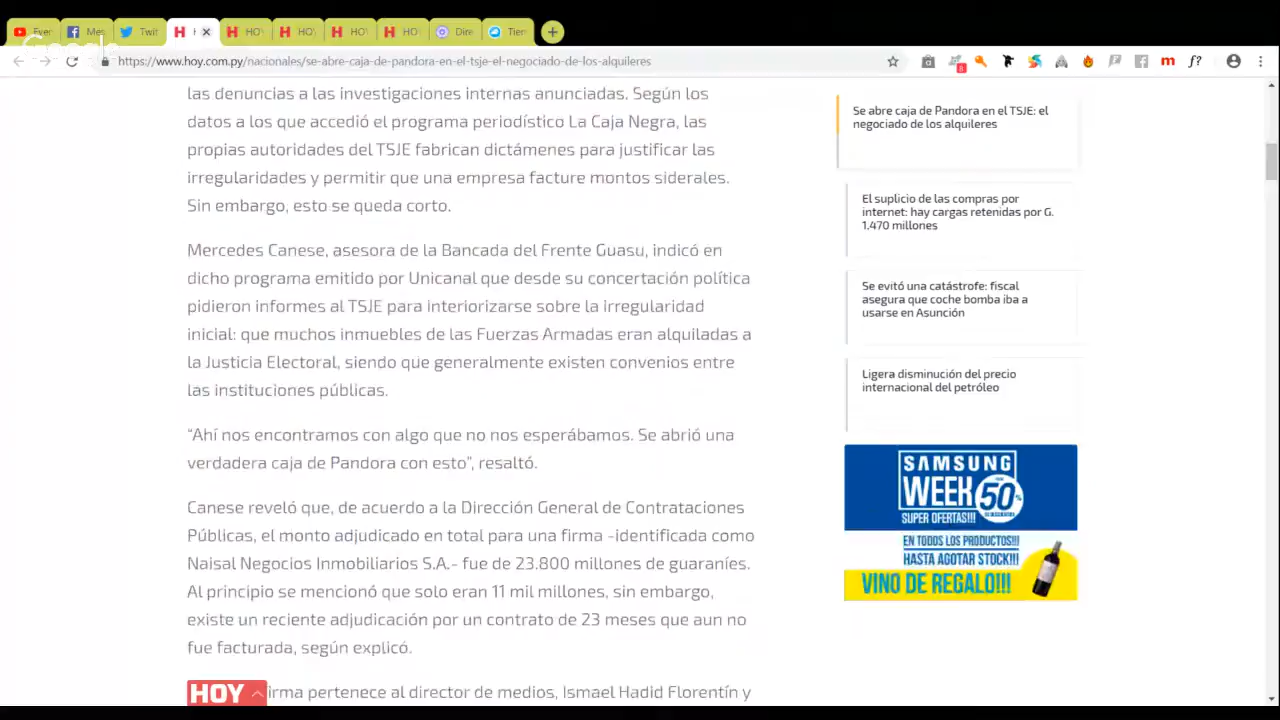 Ever
Mes
Twit
H
HOY
HOY
HOY
HOY
Dire
Tien
Google
https://www.hoy.com.py/nacionales/se-abre-caja-de-pandora-en-el-tsje-el-negociado-de-los-alquileres
8
m
f?
las denuncias a las investigaciones internas anunciadas. Según los
datos a los que accedió el programa periodístico La Caja Negra, las
propias autoridades del TSJE fabrican dictámenes para justificar las
irregularidades y permitir que una empresa facture montos siderales.
Sin embargo, esto se queda corto.
Mercedes Canese, asesora de la Bancada del Frente Guasu, indicó en
dicho programa emitido por Unicanal que desde su concertación política
pidieron informes al TSJE para interiorizarse sobre la irregularidad
inicial: que muchos inmuebles de las Fuerzas Armadas eran alquiladas a
la Justicia Electoral, siendo que generalmente existen convenios entre
las instituciones públicas.
“Ahí nos encontramos con algo que no nos esperábamos. Se abrió una
verdadera caja de Pandora con esto”, resaltó.
Canese reveló que, de acuerdo a la Dirección General de Contrataciones
Públicas, el monto adjudicado en total para una firma -identificada como
Naisal Negocios Inmobiliarios S.A.- fue de 23.800 millones de guaraníes.
Al principio se mencionó que solo eran 11 mil millones, sin embargo,
existe un reciente adjudicación por un contrato de 23 meses que aun no
fue facturada, según explicó.
HOY irma pertenece al director de medios, Ismael Hadid Florentín y
Se abre caja de Pandora en el TSJE: el
negociado de los alquileres
El suplicio de las compras por
internet: hay cargas retenidas por G.
1.470 millones
Se evitó una catástrofe: fiscal
asegura que coche bomba iba a
usarse en Asunción
Ligera disminución del precio
internacional del petróleo
SAMSUNG
WEEK 50%
SUPER OFERTAS!!!
EN TODOS LOS PRODUCTOS!!!
HASTA AGOTAR STOCK!!!
VINO DE REGALO!!!